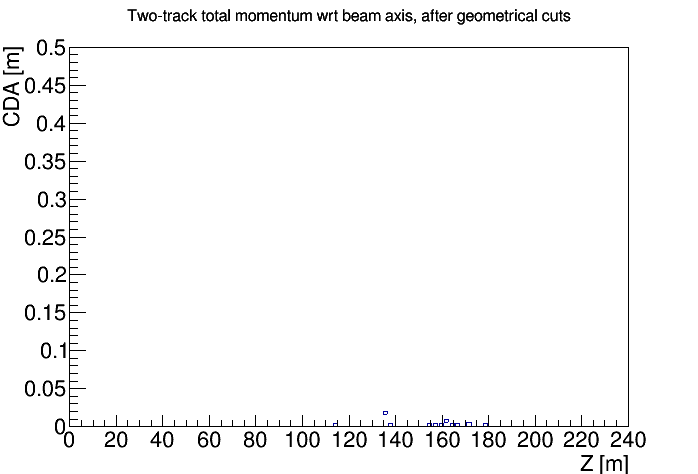 Two-track total momentum wrt beam axis, after geometrical cuts
CDA [m]
0.5
0.45
0.4
0.35
0.3
0.25
0.2
0.15
0.1
0.05
0
0 20 40 60 80 100 120 140 160 180 200 220 240
Z [m]